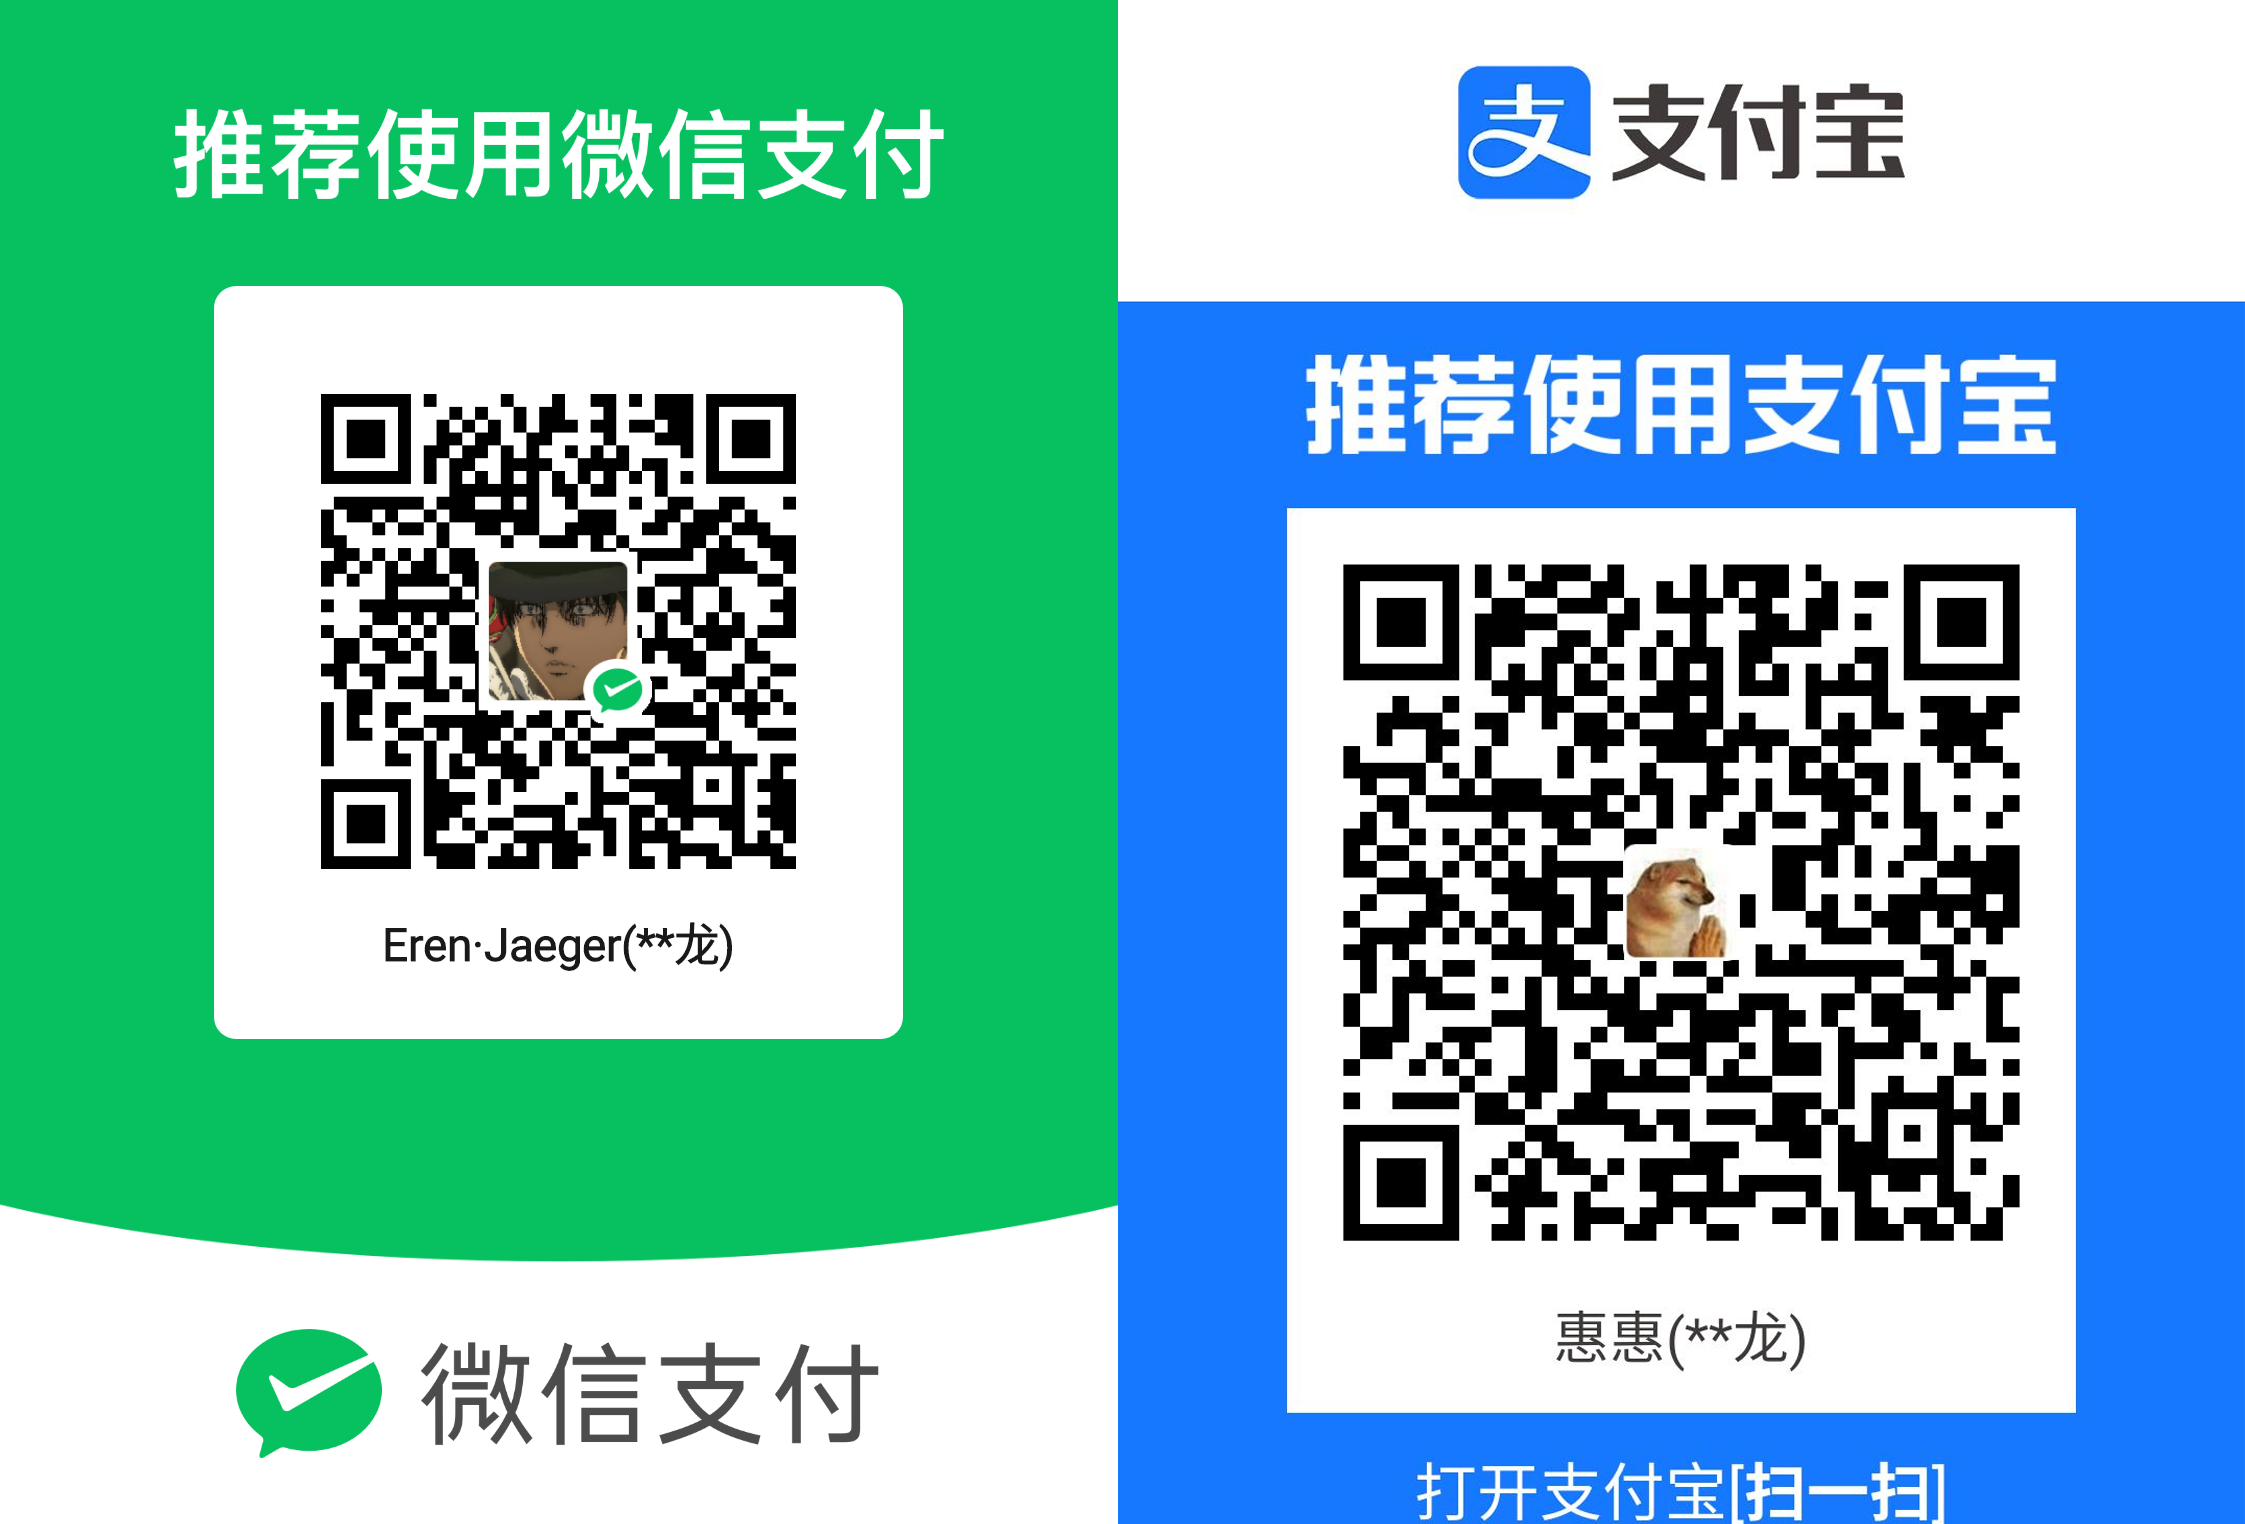 推荐使用微信支付
Eren·Jaeger(**龙)
微信支付
支 支付宝
推荐使用支付宝
惠惠(**龙)
打开支付宝[扫一扫]